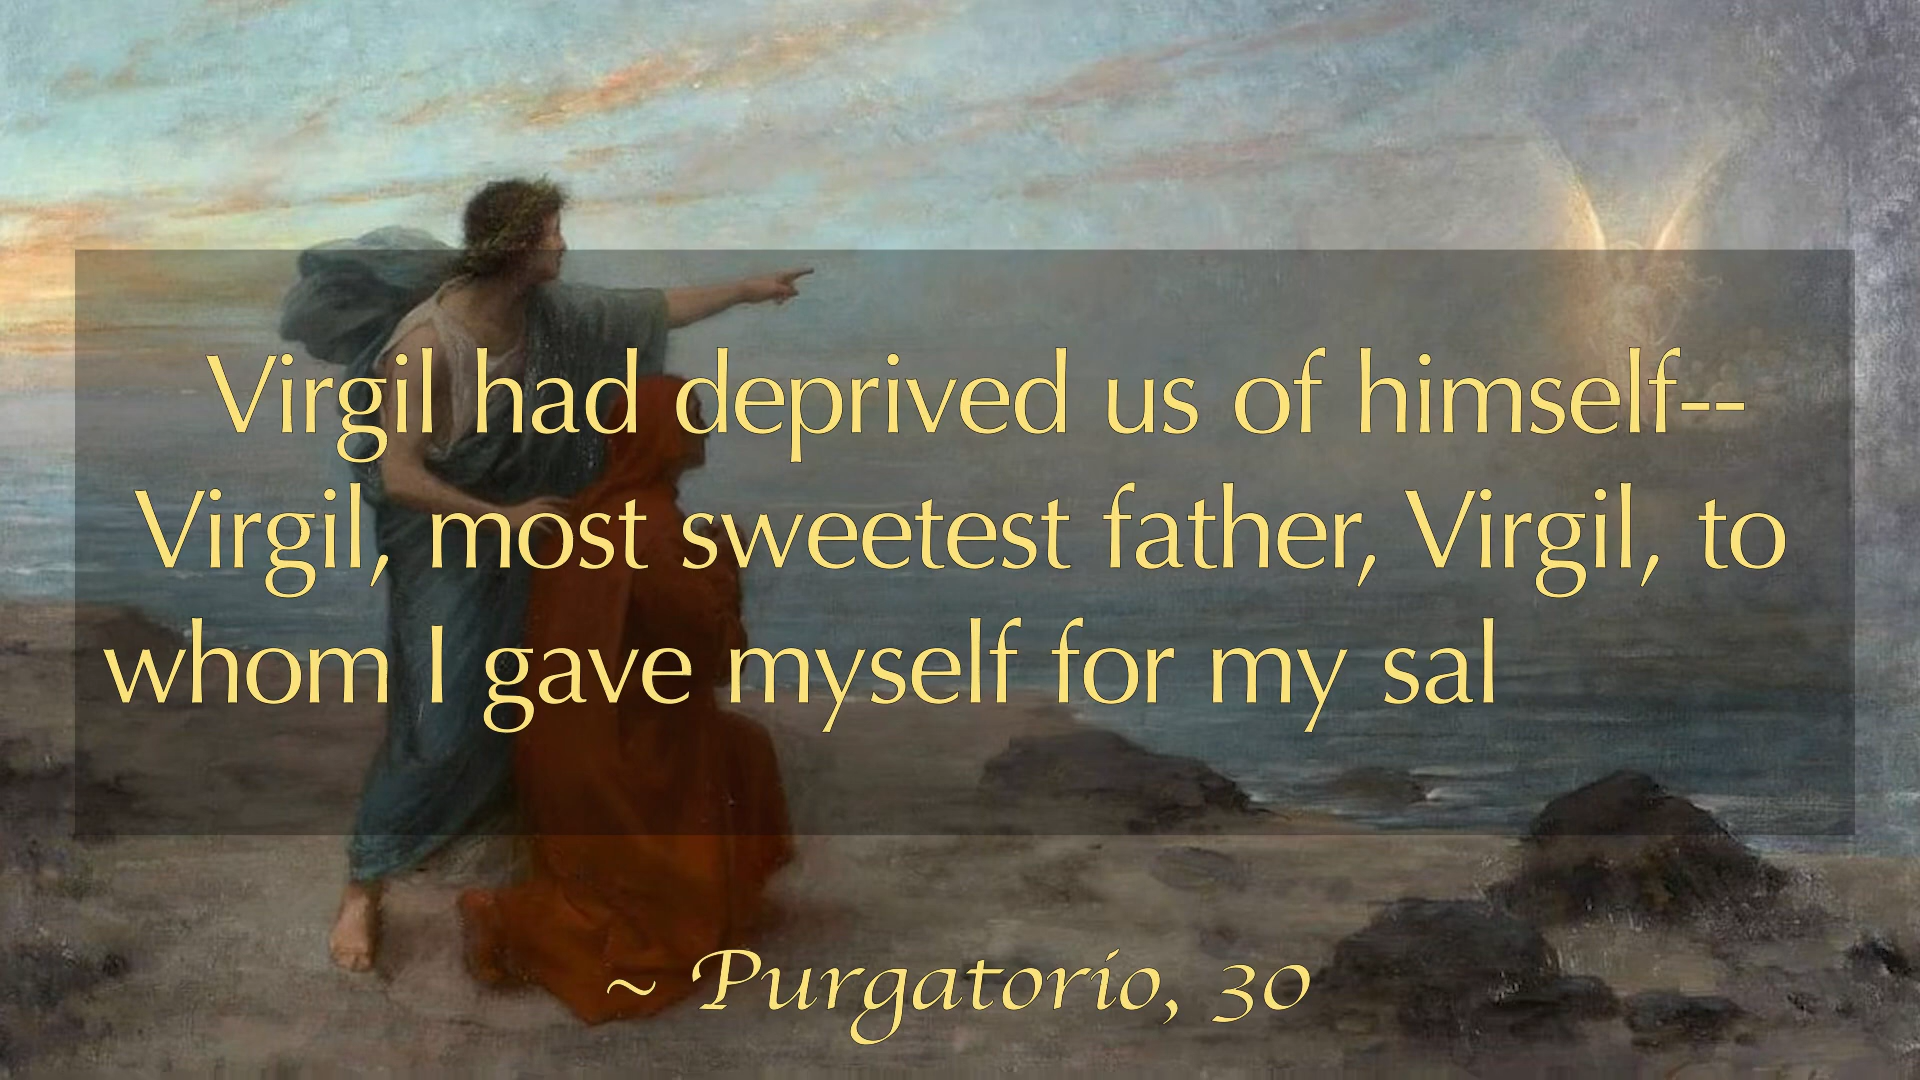 Virgil had deprived us of himself--
Virgil, most sweetest father, Virgil, to
whom I gave myself for my sal
~ Purgatorio, 30